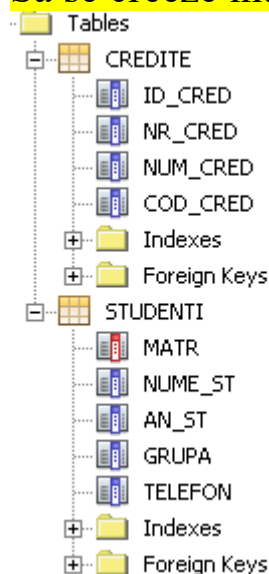 Tables
CREDITE
ID_CRED
NR_CRED
NUM_CRED
COD_CRED
Indexes
Foreign Keys
STUDENTI
MATR
NUME_ST
AN_ST
GRUPA
TELEFON
Indexes
Foreign Keys